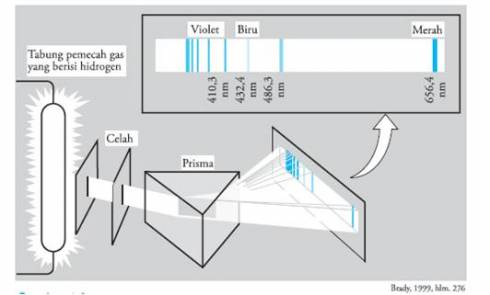 Violet
Biru
Merah
410,3 nm
432,4 nm
486,3 nm
656,4 nm
Tabung pemecah gas
yang berisi hidrogen
Celah
Prisma
Brady, 1999, hlm. 276